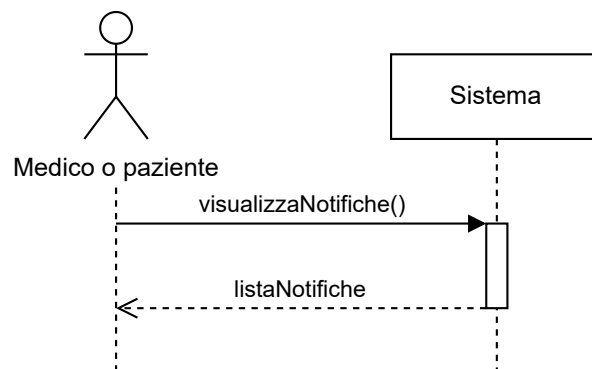 Sistema
Medico o paziente
visualizzaNotifiche()
listaNotifiche